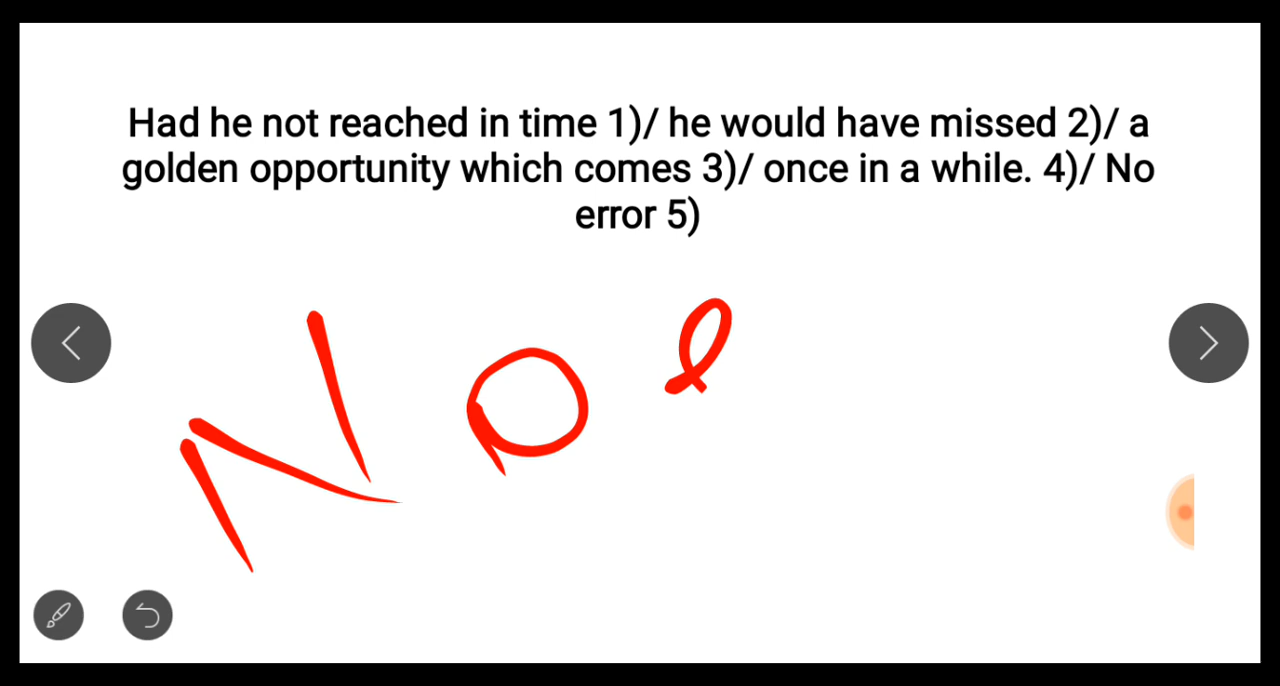 Had he not reached in time 1)/ he would have missed 2)/ a
golden opportunity which comes 3)/ once in a while. 4)/ No
error 5)
No e